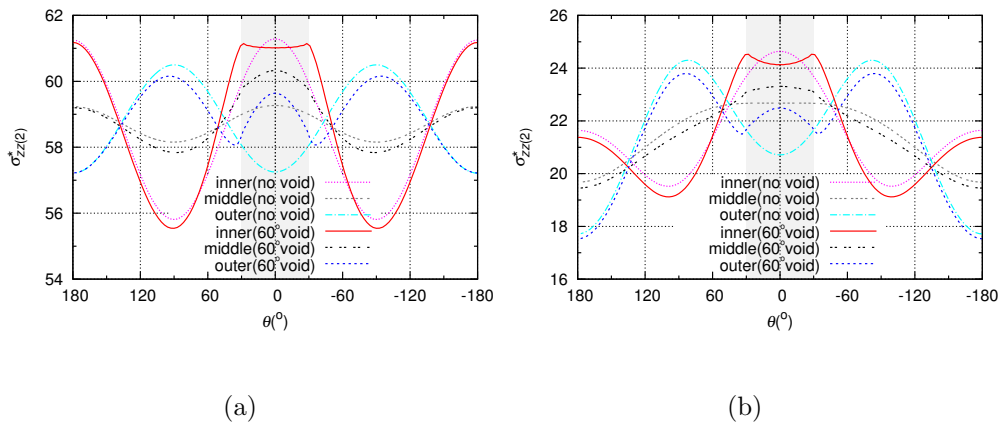 62
60
58
56
54
σ*zz(2)
inner(no void)
middle(no void)
outer(no void)
inner(60° void)
middle(60° void)
outer(60° void)
180 120 60 0 -60 -120 -180
θ(°)
(a)
26
24
22
20
18
16
σ*zz(2)
inner(no void)
middle(no void)
outer(no void)
inner(60° void)
middle(60° void)
outer(60° void)
180 120 60 0 -60 -120 -180
θ(°)
(b)